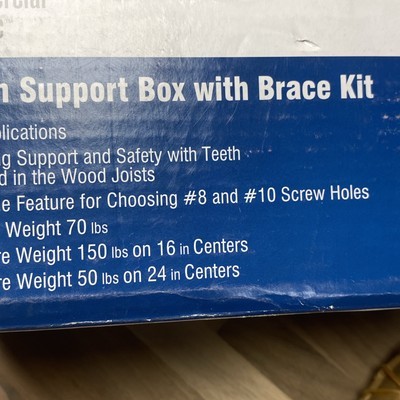 n Support Box with Brace Kit
plications
ng Support and Safety with Teeth
d in the Wood Joists
e Feature for Choosing #8 and #10 Screw Holes
Weight 70 lbs
re Weight 150 lbs on 16 in Centers
re Weight 50 lbs on 24 in Centers